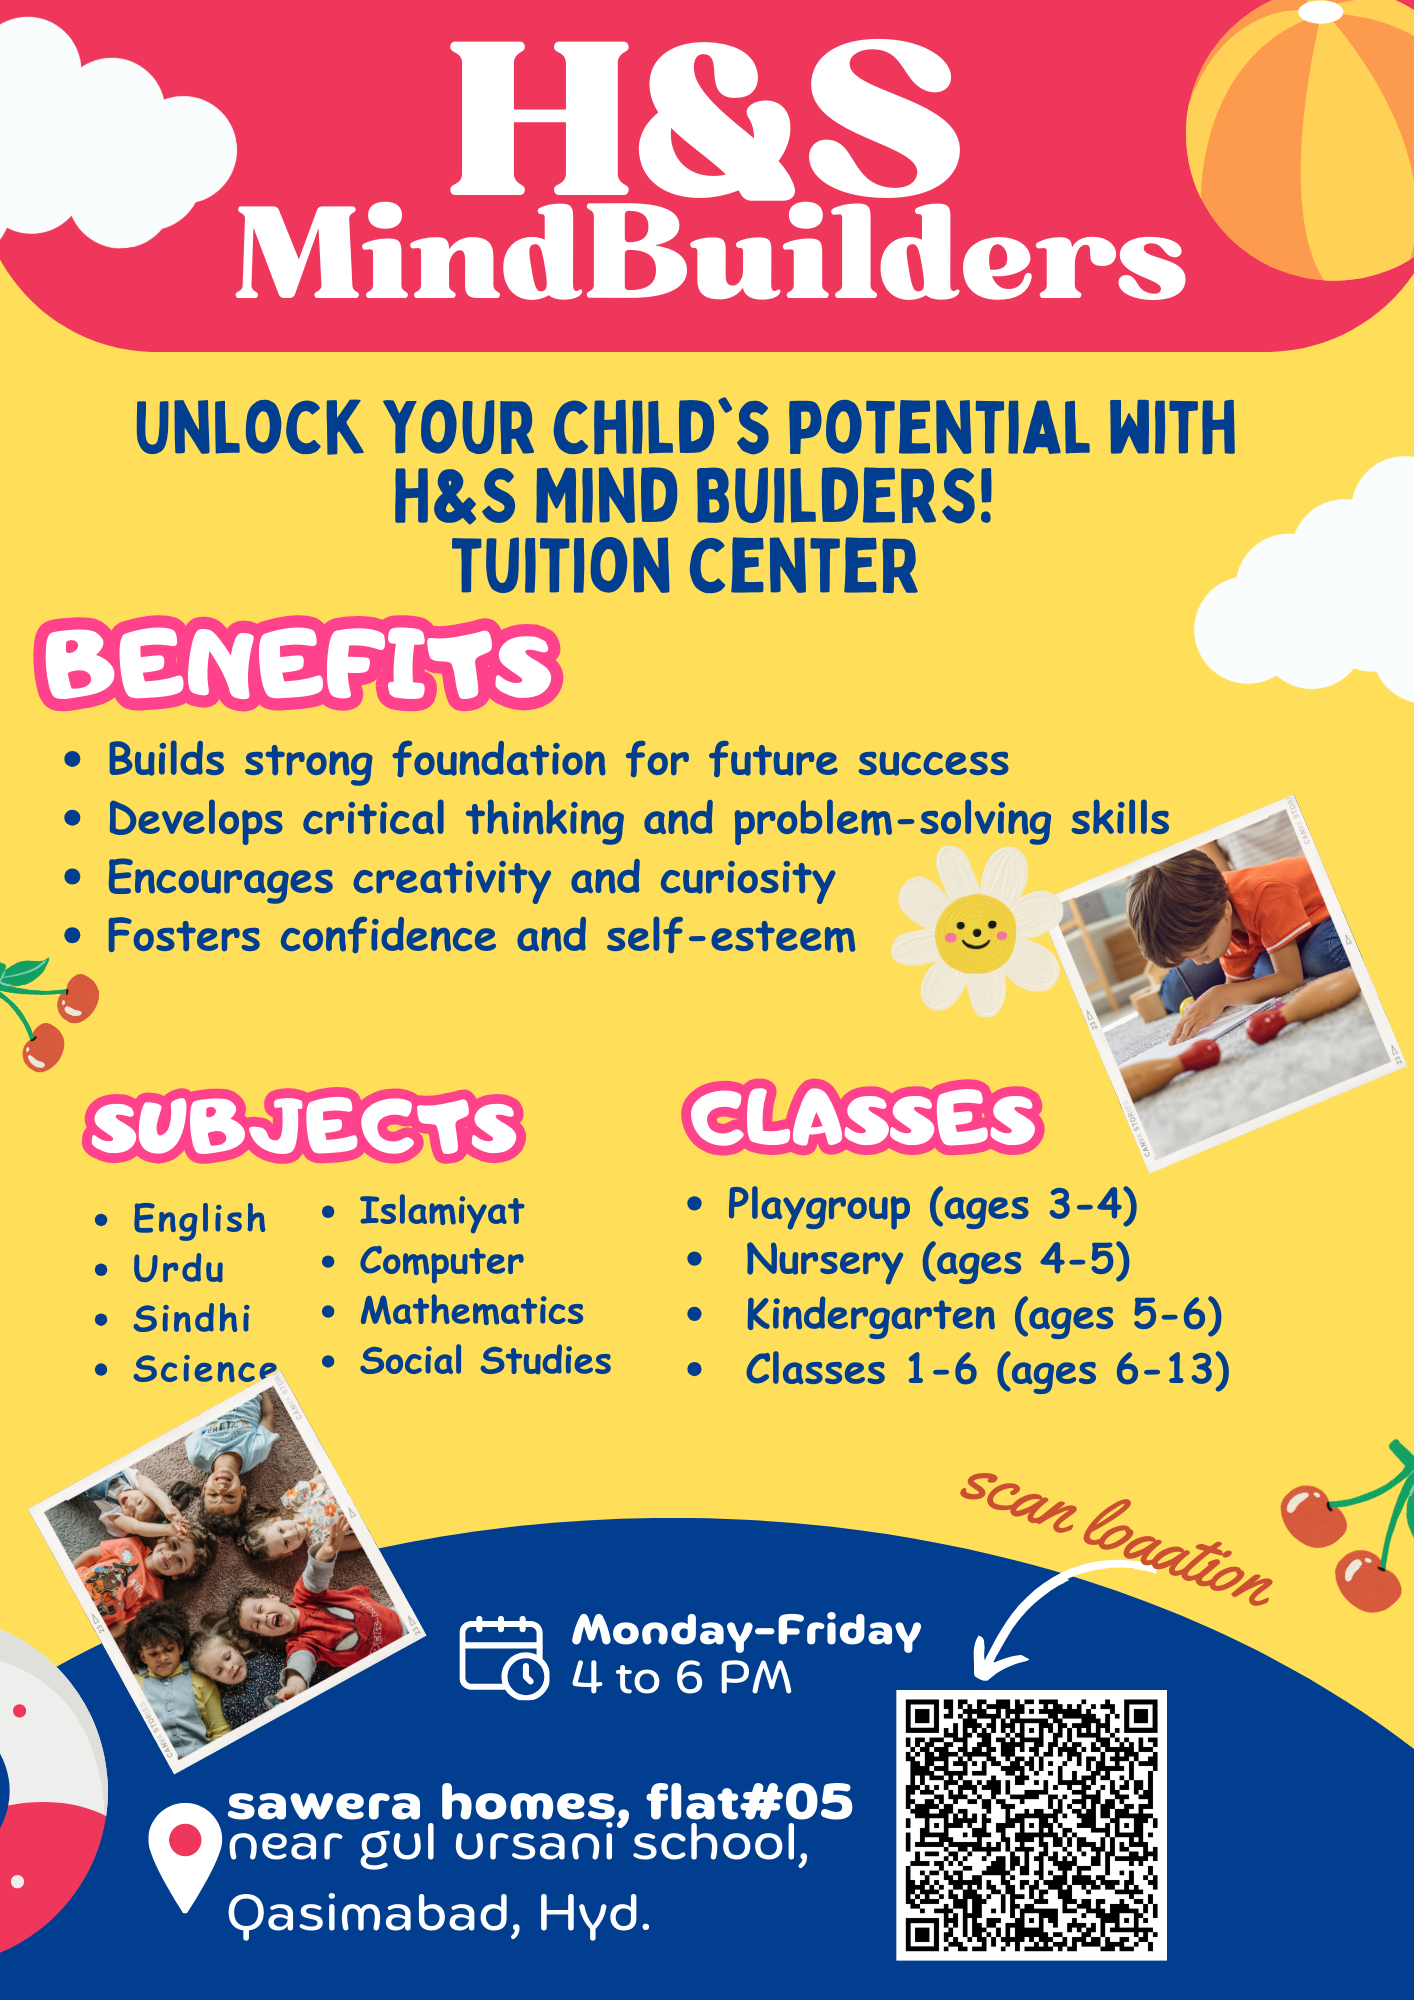 H&S
MindBuilders
UNLOCK YOUR CHILD`S POTENTIAL WITH
H&S MIND BUILDERS!
TUITION CENTER
BENEFITS
• Builds strong foundation for future success
• Develops critical thinking and problem-solving skills
• Encourages creativity and curiosity
• Fosters confidence and self-esteem
SUBJECTS
• English
• Urdu
• Sindhi
• Science
• Islamiyat
• Computer
• Mathematics
• Social Studies
CLASSES
• Playgroup (ages 3-4)
• Nursery (ages 4-5)
• Kindergarten (ages 5-6)
• Classes 1-6 (ages 6-13)
scan loaation
Monday-Friday
4 to 6 PM
sawera homes, flat#05
near gul ursani school,
Qasimabad, Hyd.